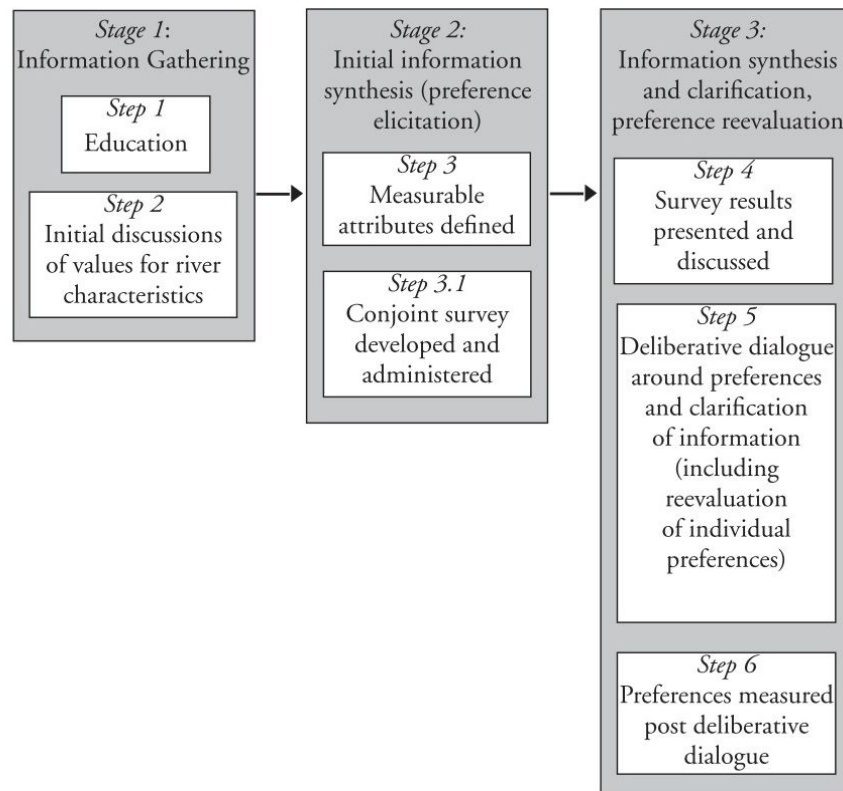 Stage 1:
Information Gathering
Step 1
Education
Step 2
Initial discussions
of values for river
characteristics
Stage 2:
Initial information
synthesis (preference
elicitation)
Step 3
Measurable
attributes defined
Step 3.1
Conjoint survey
developed and
administered
Stage 3:
Information synthesis
and clarification,
preference reevaluation
Step 4
Survey results
presented and
discussed
Step 5
Deliberative dialogue
around preferences
and clarification
of information
(including
reevaluation
of individual
preferences)
Step 6
Preferences measured
post deliberative
dialogue